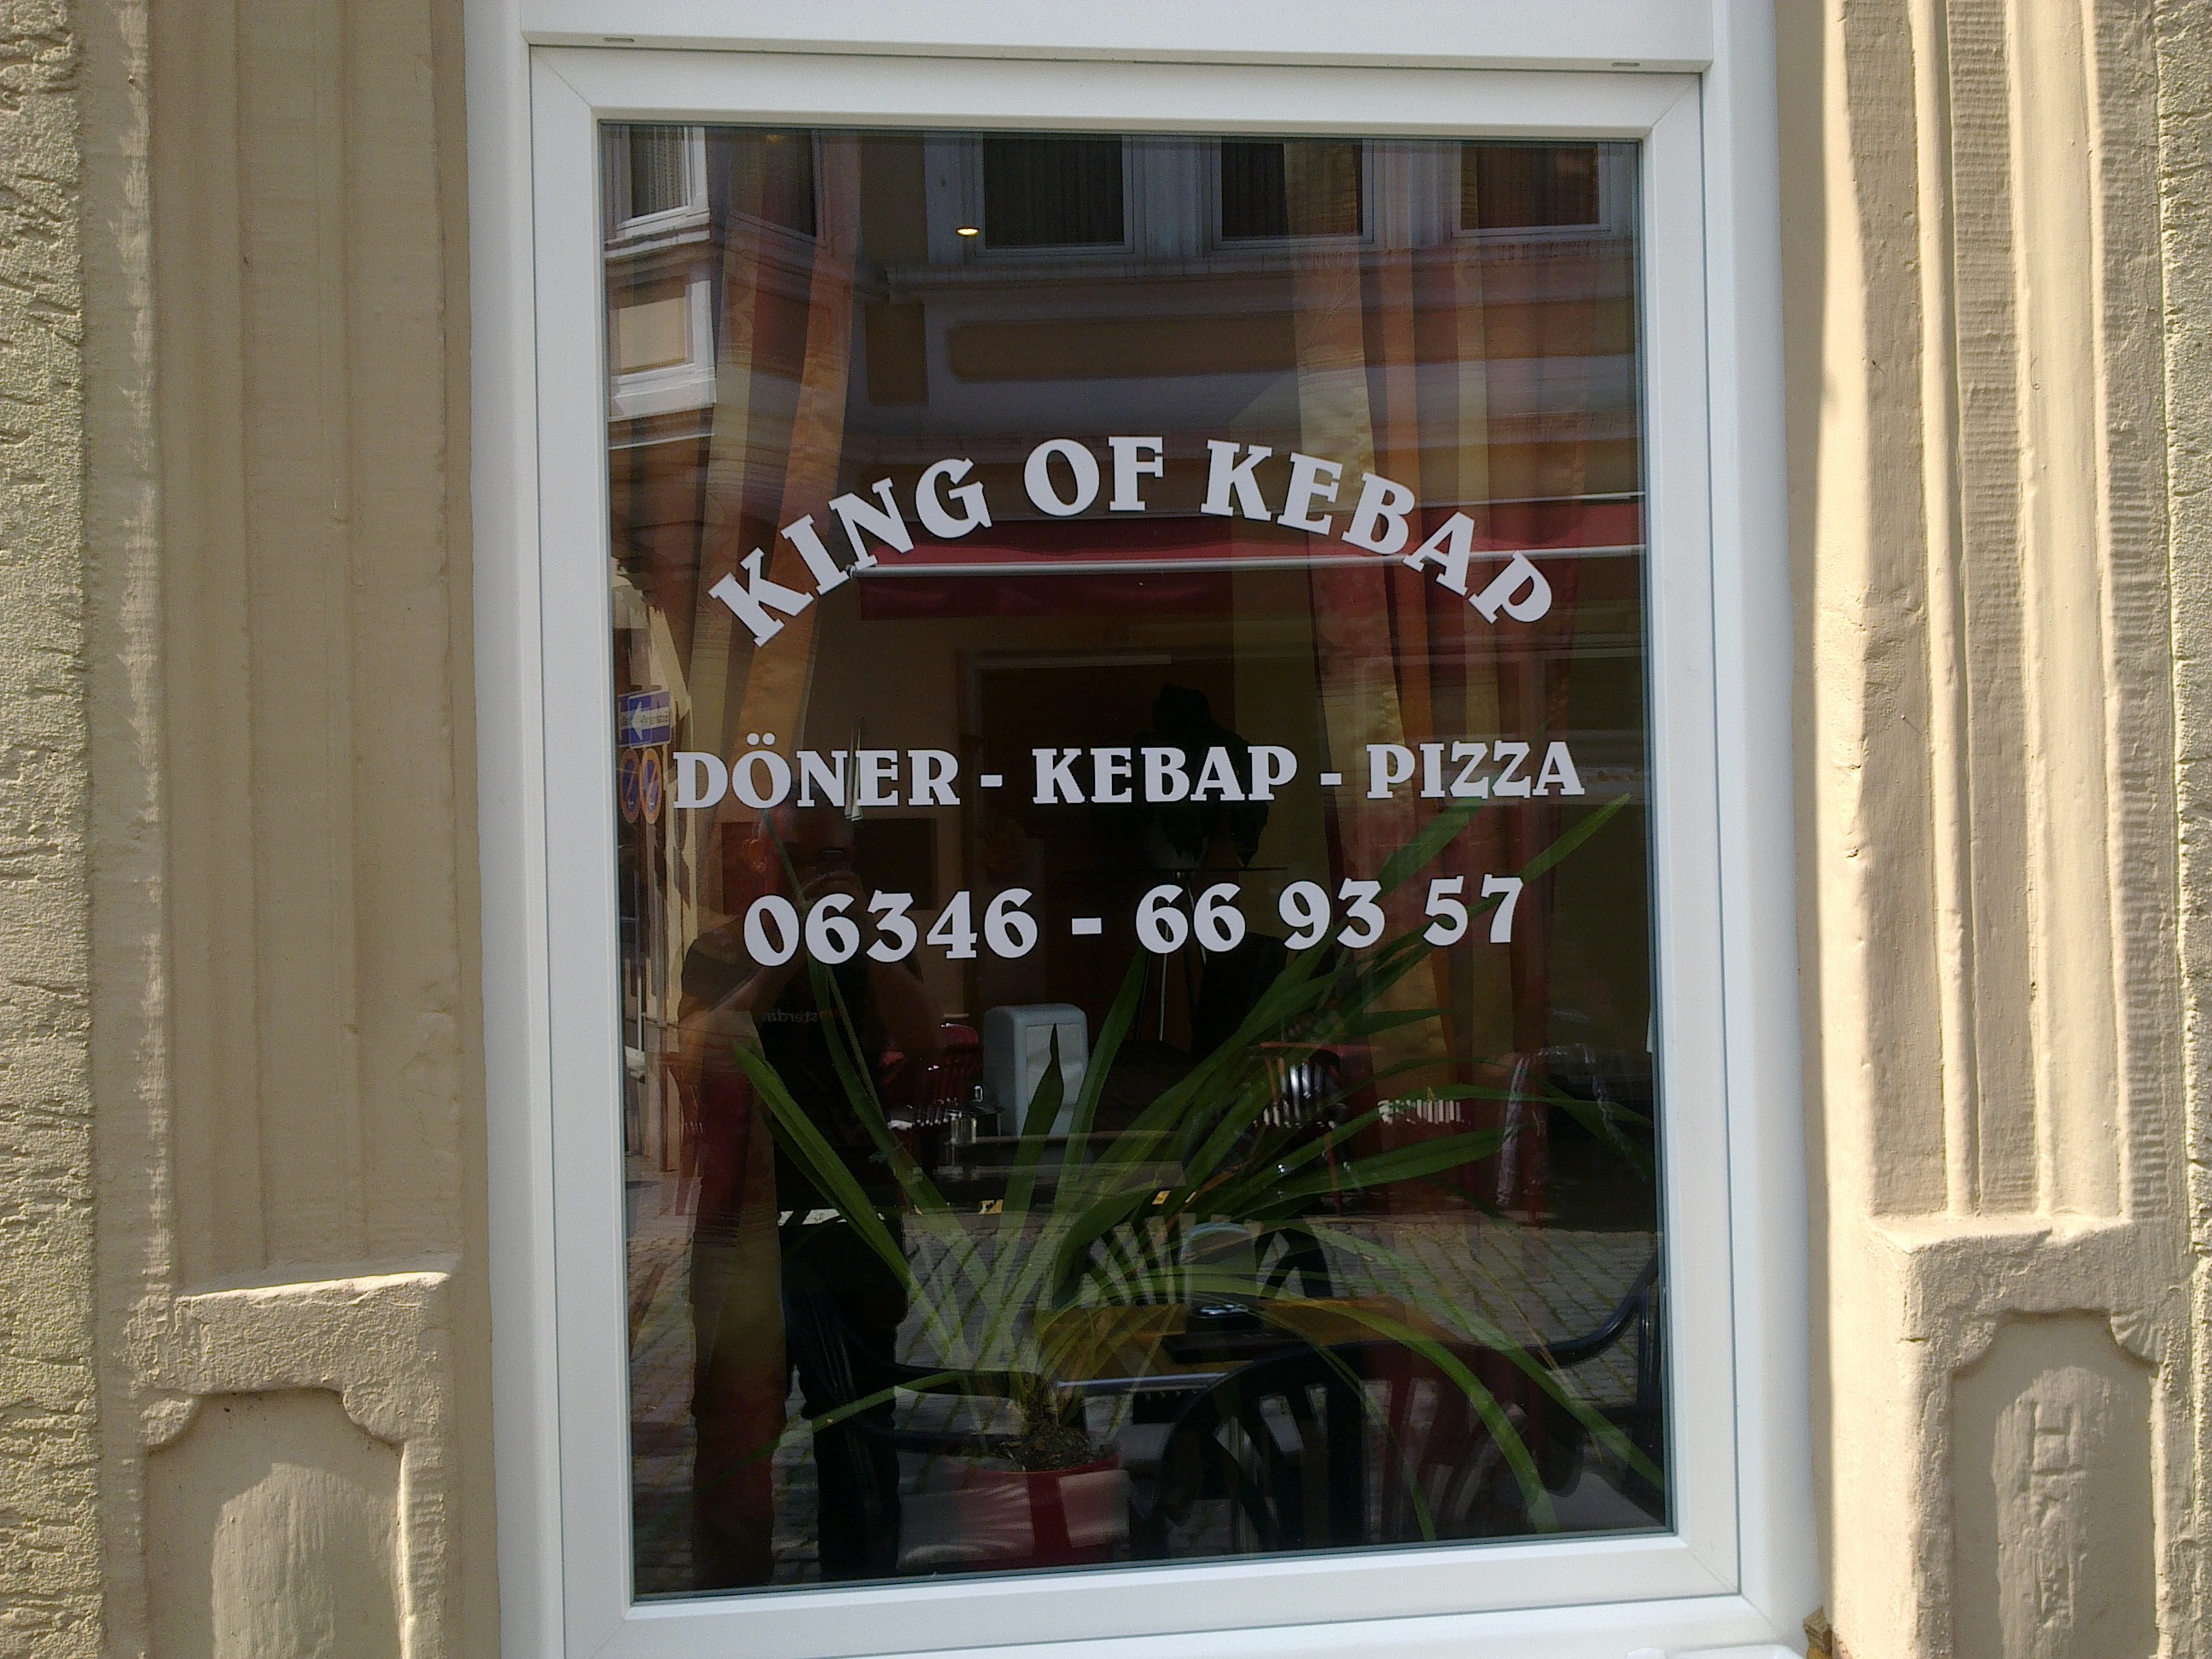 KING OF KEBAP
DÖNER - KEBAP - PIZZA
06346 - 66 93 57